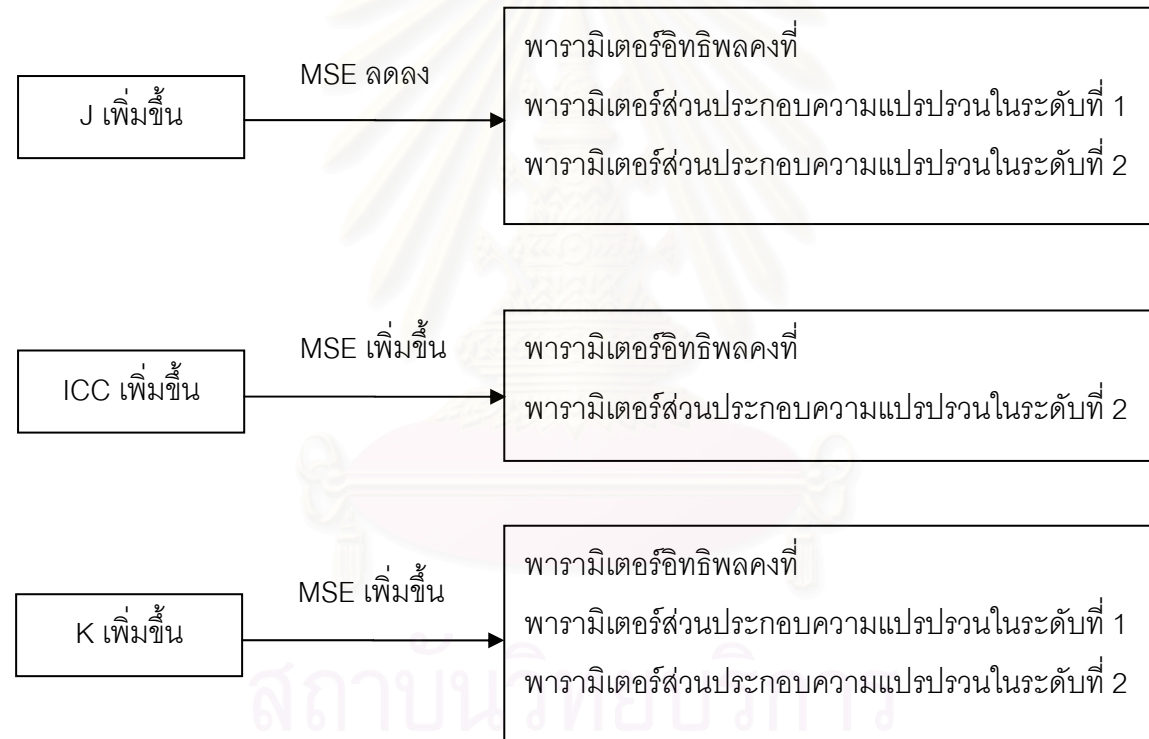 J เพิ่มขึ้น
MSE ลดลง
พารามิเตอร์อิทธิพลคงที่
พารามิเตอร์ส่วนประกอบความแปรปรวนในระดับที่ 1
พารามิเตอร์ส่วนประกอบความแปรปรวนในระดับที่ 2
ICC เพิ่มขึ้น
MSE เพิ่มขึ้น
พารามิเตอร์อิทธิพลคงที่
พารามิเตอร์ส่วนประกอบความแปรปรวนในระดับที่ 2
K เพิ่มขึ้น
MSE เพิ่มขึ้น
พารามิเตอร์อิทธิพลคงที่
พารามิเตอร์ส่วนประกอบความแปรปรวนในระดับที่ 1
พารามิเตอร์ส่วนประกอบความแปรปรวนในระดับที่ 2
สถาบันวิทยบริการ